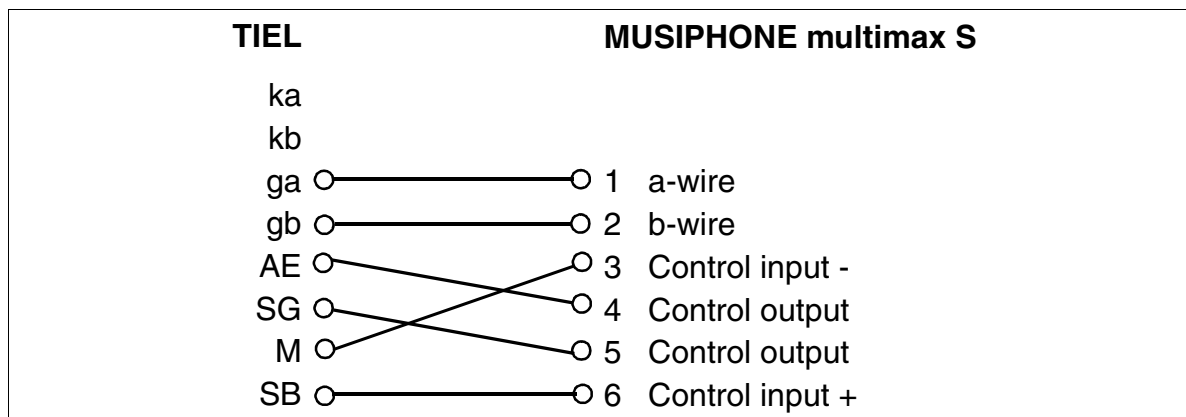 TIEL MUSIPHONE multimax S
ka
kb
ga 1 a-wire
gb 2 b-wire
AE 3 Control input -
SG 4 Control output
M 5 Control output
SB 6 Control input +